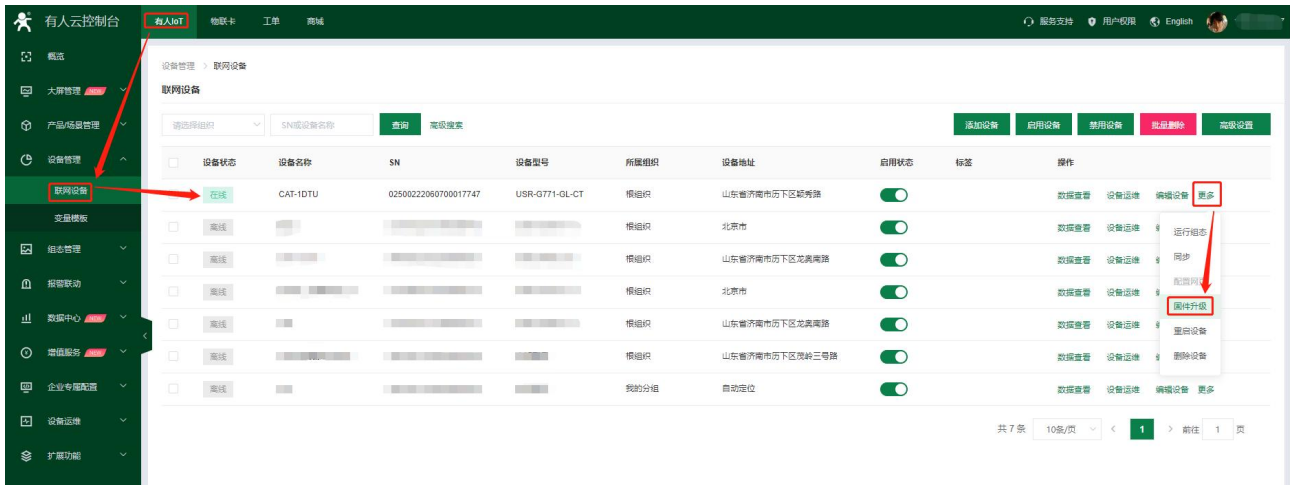 有人云控制台
有人IoT 物联卡 工单 商城
服务支持 用户权限 English
概览
大屏管理
产品/场景管理
设备管理
联网设备
变量模板
组态管理
报警联动
数据中心
增值服务
企业专属配置
设备运维
扩展功能
设备管理 > 联网设备
联网设备
请选择组织 SN或设备名称 查询 高级搜索 添加设备 启用设备 禁用设备 批量删除 高级设置
设备状态 设备名称 SN 设备型号 所属组织 设备地址 启用状态 标签 操作
在线 CAT-1DTU 02500222060700017747 USR-G771-GL-CT 根组织 山东省济南市历下区颖秀路 数据查看 设备运维 编辑设备 更多
离线 根组织 北京市 数据查看 设备运维
离线 根组织 山东省济南市历下区龙奥南路 数据查看 设备运维
离线 根组织 北京市 数据查看 设备运维
离线 根组织 山东省济南市历下区龙奥南路 数据查看 设备运维
离线 根组织 山东省济南市历下区茂岭三号路 数据查看 设备运维
离线 我的分组 自动定位 数据查看 设备运维 编辑设备 更多
运行组态
同步
固件升级
重启设备
删除设备
共 7 条 10条/页 < 1 > 前往 1 页